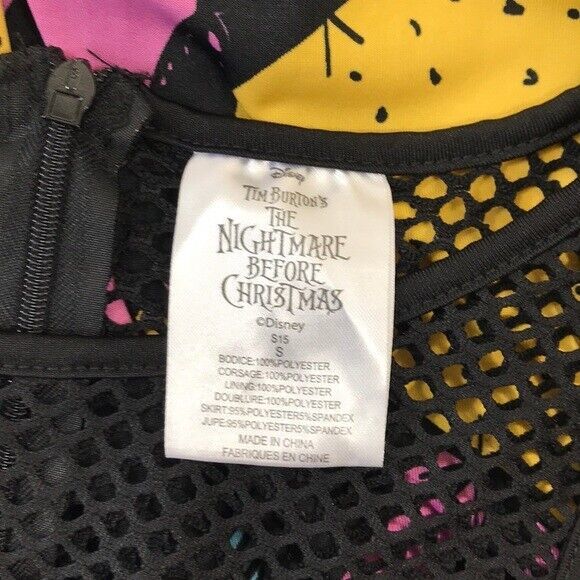 Disney
TIM BURTON'S
THE
NIGHTMARE
BEFORE
CHRISTMAS
©Disney
S15
S
BODICE:100%POLYESTER
CORSAGE:100%POLYESTER
LINING:100%POLYESTER
DOUBLURE:100%POLYESTER
SKIRT:95%POLYESTER5%SPANDEX
JUPE:95%POLYESTER5%SPANDEX
MADE IN CHINA
FABRIQUÉS EN CHINE